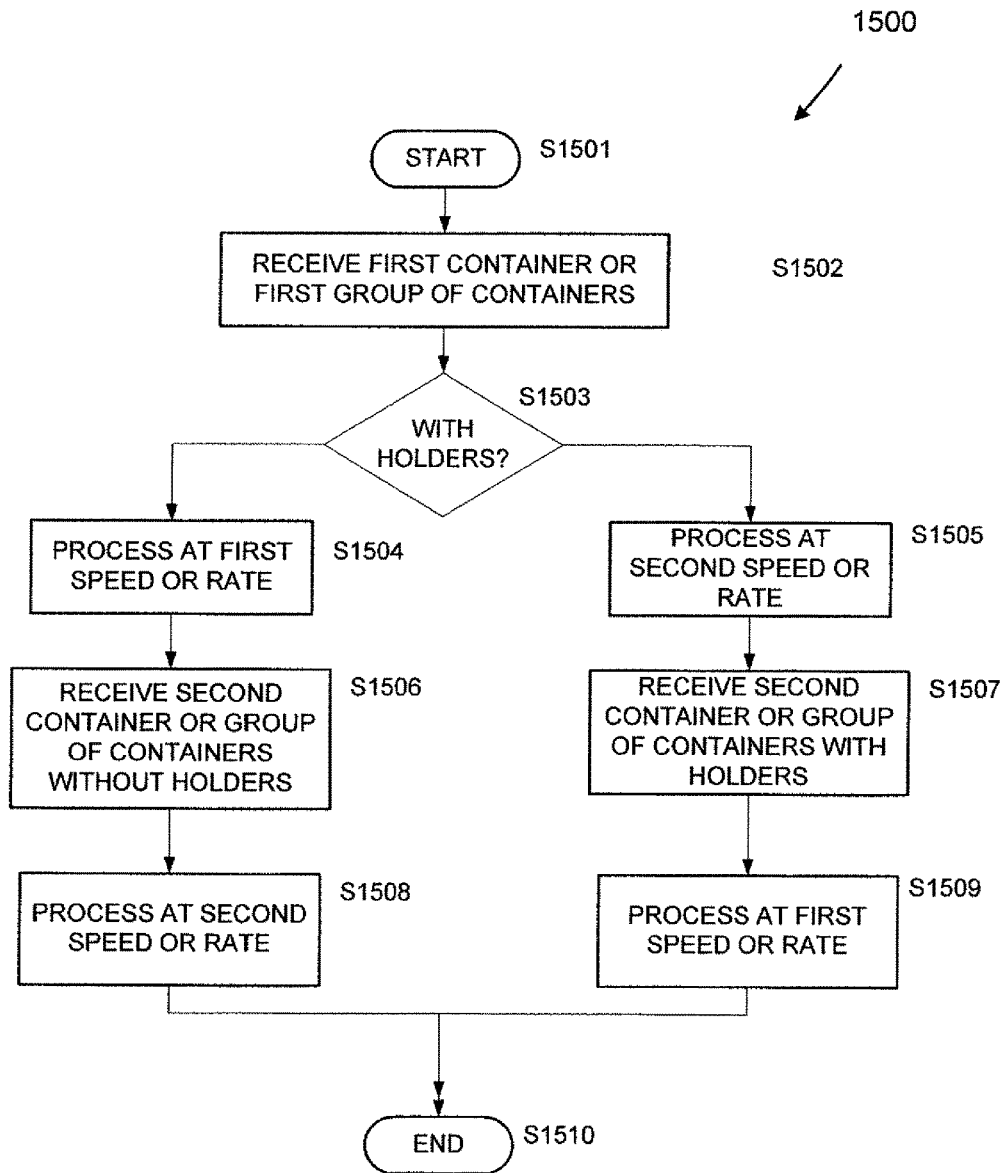 1500
START
S1501
RECEIVE FIRST CONTAINER OR
FIRST GROUP OF CONTAINERS
S1502
S1503
WITH
HOLDERS?
PROCESS AT FIRST
SPEED OR RATE
S1504
PROCESS AT
SECOND SPEED OR
RATE
S1505
RECEIVE SECOND
CONTAINER OR GROUP
OF CONTAINERS
WITHOUT HOLDERS
S1506
RECEIVE SECOND
CONTAINER OR GROUP
OF CONTAINERS WITH
HOLDERS
S1507
PROCESS AT SECOND
SPEED OR RATE
S1508
PROCESS AT FIRST
SPEED OR RATE
S1509
END
S1510